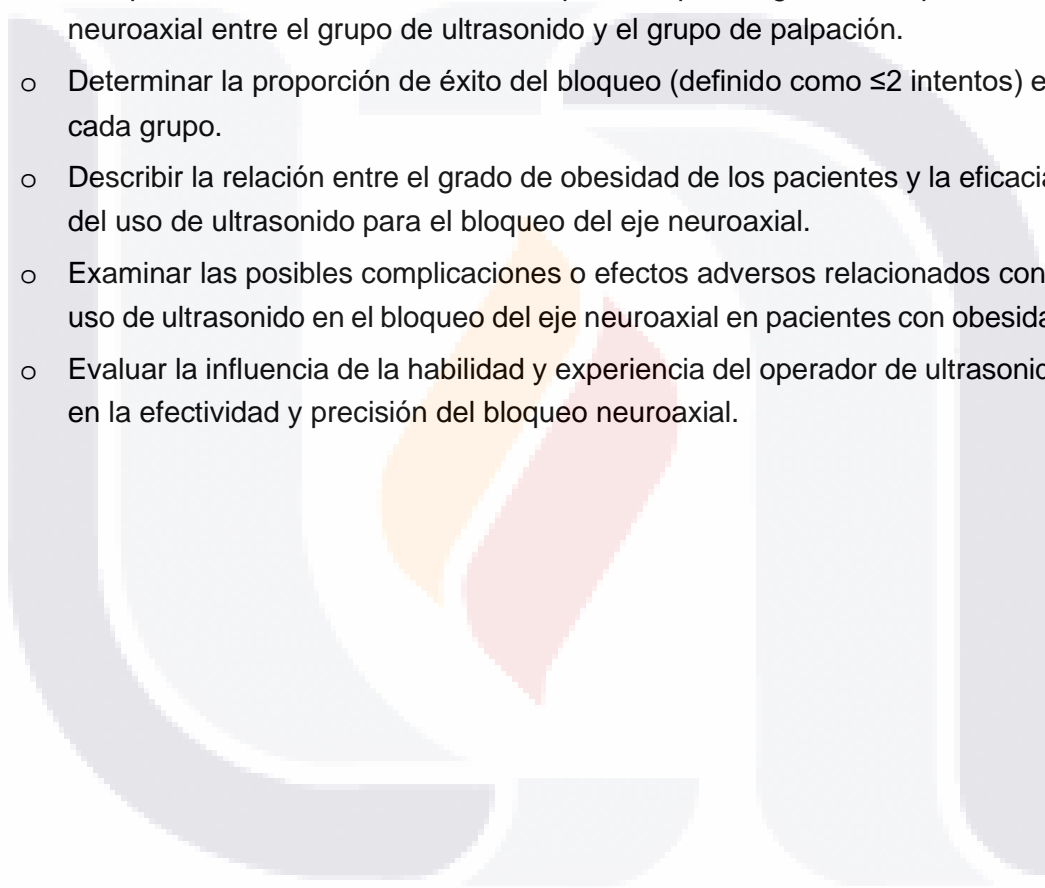 neuroaxial entre el grupo de ultrasonido y el grupo de palpación.
o Determinar la proporción de éxito del bloqueo (definido como ≤2 intentos) e
cada grupo.
o Describir la relación entre el grado de obesidad de los pacientes y la eficacia
del uso de ultrasonido para el bloqueo del eje neuroaxial.
o Examinar las posibles complicaciones o efectos adversos relacionados con
uso de ultrasonido en el bloqueo del eje neuroaxial en pacientes con obesida
o Evaluar la influencia de la habilidad y experiencia del operador de ultrasonid
en la efectividad y precisión del bloqueo neuroaxial.